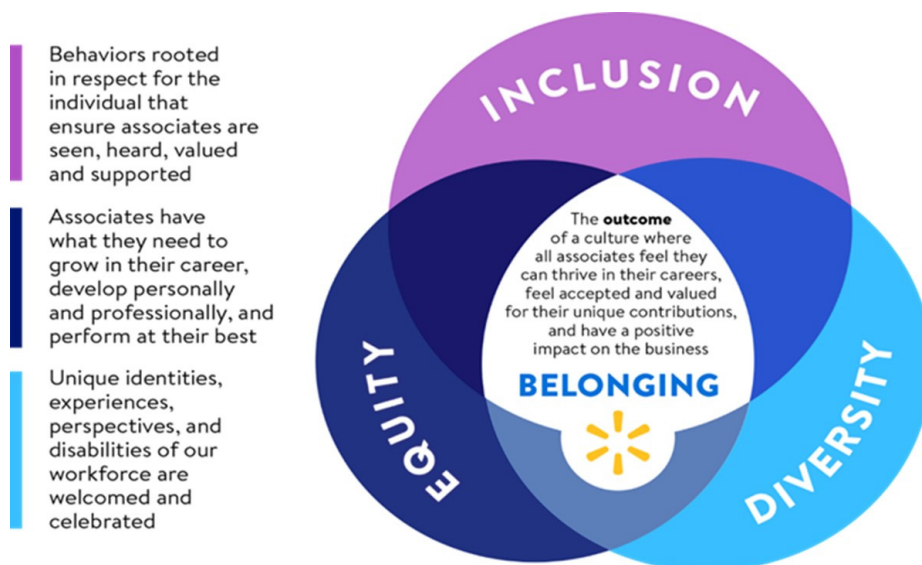 Behaviors rooted
in respect for the
individual that
ensure associates are
seen, heard, valued
and supported
Associates have
what they need to
grow in their career,
develop personally
and professionally, and
perform at their best
Unique identities,
experiences,
perspectives, and
disabilities of our
workforce are
welcomed and
celebrated
INCLUSION
The outcome
of a culture where
all associates feel they
can thrive in their careers,
feel accepted and valued
for their unique contributions,
and have a positive
impact on the business
BELONGING
EQUITY
DIVERSITY